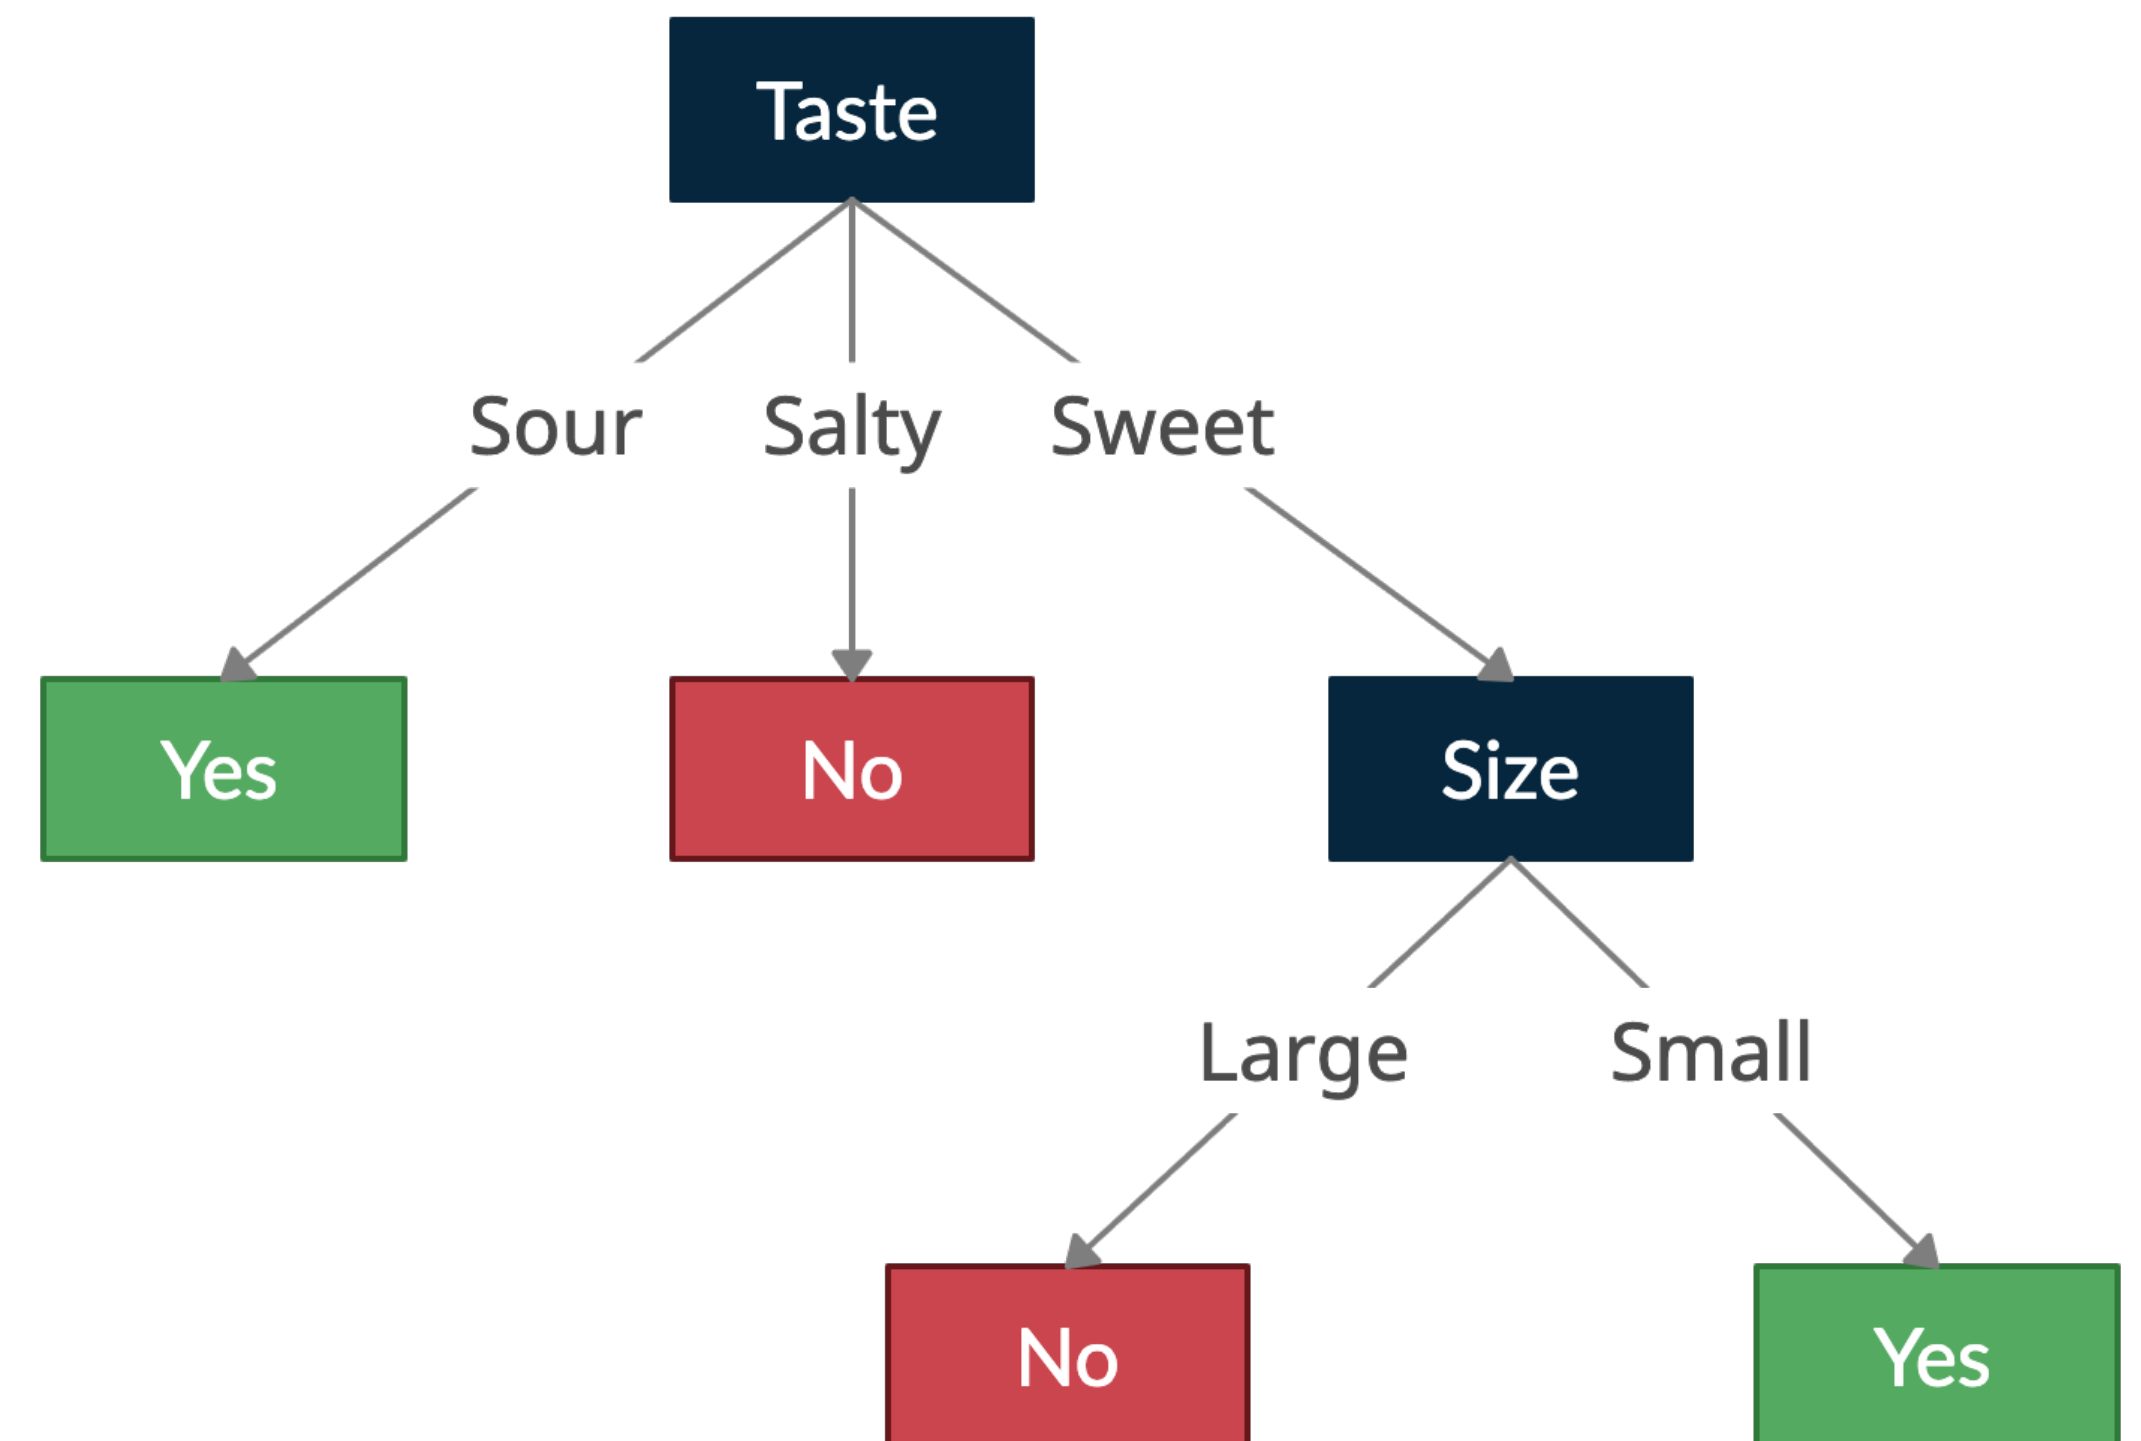 Taste
Sour Salty Sweet
Yes No Size
Large Small
No Yes